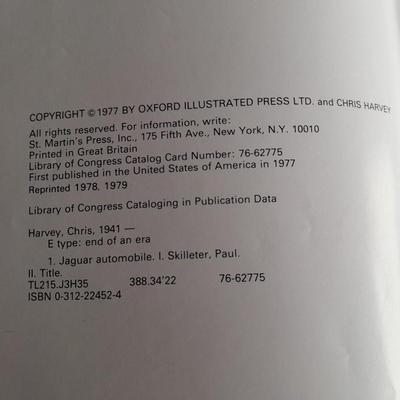 COPYRIGHT © 1977 BY OXFORD ILLUSTRATED PRESS LTD. and CHRIS HARVEY
All rights reserved. For information, write:
St. Martin's Press, Inc., 175 Fifth Ave., New York, N.Y. 10010
Printed in Great Britain
Library of Congress Catalog Card Number: 76-62775
First published in the United States of America in 1977
Reprinted 1978, 1979
Library of Congress Cataloging in Publication Data
Harvey, Chris, 1941 —
E type: end of an era
1. Jaguar automobile. I. Skilleter, Paul.
II. Title.
TL215.J3H35 388.34'22 76-62775
ISBN 0-312-22452-4